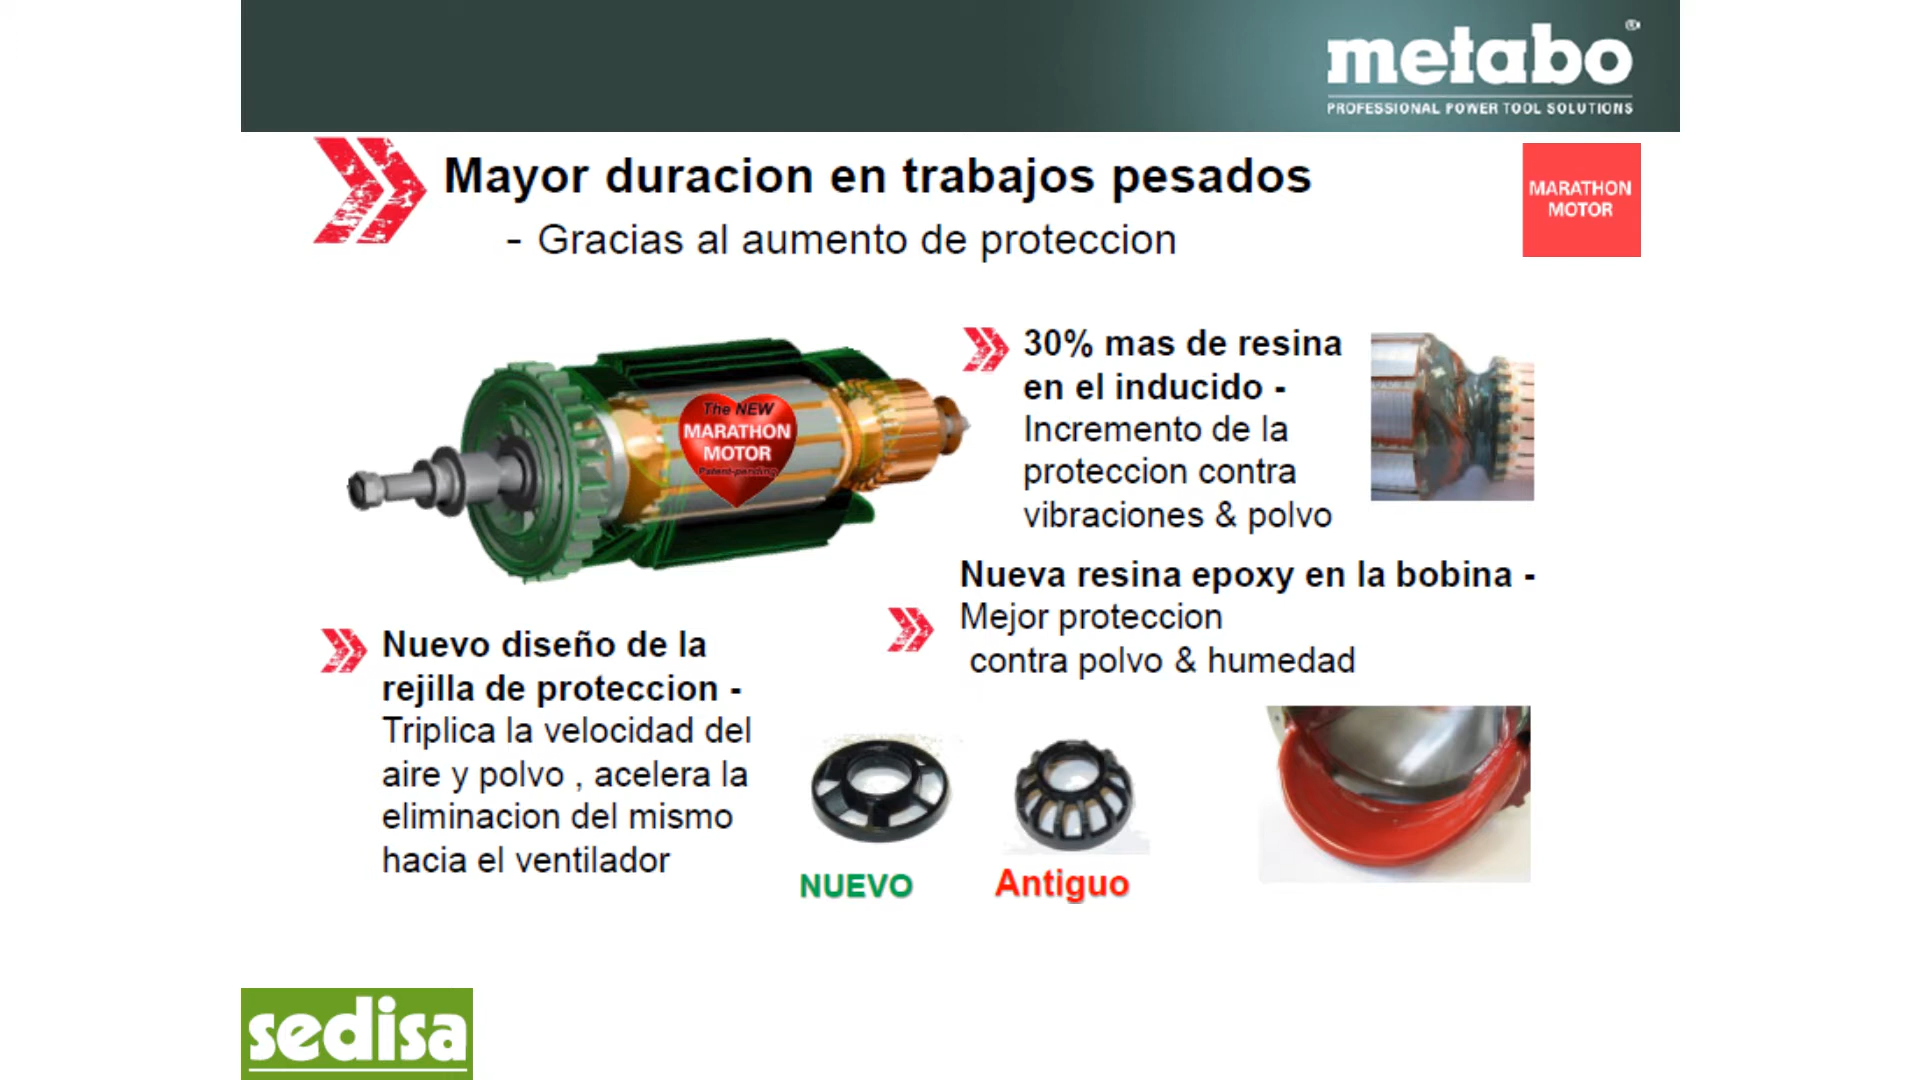 metabo®
PROFESSIONAL POWER TOOL SOLUTIONS
Mayor duracion en trabajos pesados
- Gracias al aumento de proteccion
MARATHON
MOTOR
The NEW
MARATHON
MOTOR
Patent-pending
30% mas de resina
en el inducido -
Incremento de la
proteccion contra
vibraciones & polvo
Nueva resina epoxy en la bobina -
Mejor proteccion
contra polvo & humedad
Nuevo diseño de la
rejilla de proteccion -
Triplica la velocidad del
aire y polvo , acelera la
eliminacion del mismo
hacia el ventilador
NUEVO
Antiguo
sedisa